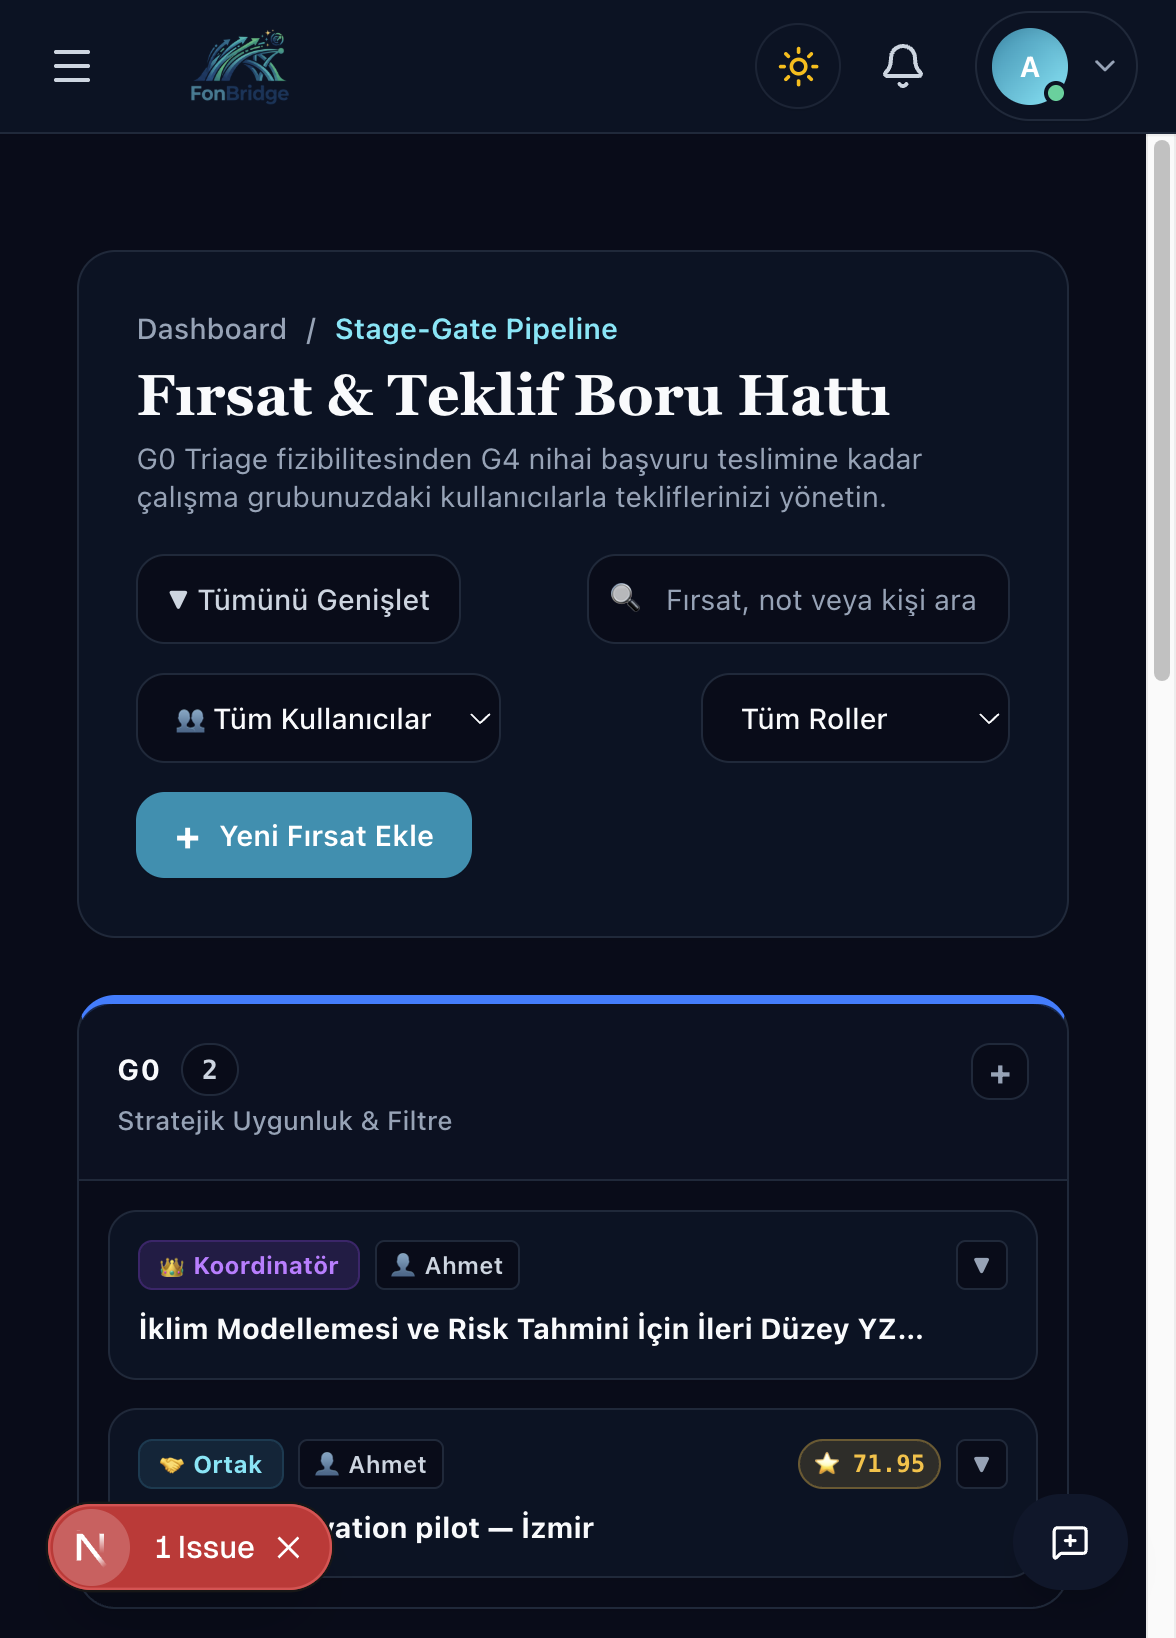 FonBridge
A
Dashboard / Stage-Gate Pipeline
Fırsat & Teklif Boru Hattı
G0 Triage fizibilitesinden G4 nihai başvuru teslimine kadar
çalışma grubunuzdaki kullanıcılarla tekliflerinizi yönetin.
▼ Tümünü Genişlet
Fırsat, not veya kişi ara
Tüm Kullanıcılar
Tüm Roller
+ Yeni Fırsat Ekle
G0 2
+
Stratejik Uygunluk & Filtre
Koordinatör Ahmet
İklim Modellemesi ve Risk Tahmini İçin İleri Düzey YZ...
Ortak Ahmet 71.95
pilot — İzmir
N 1 Issue